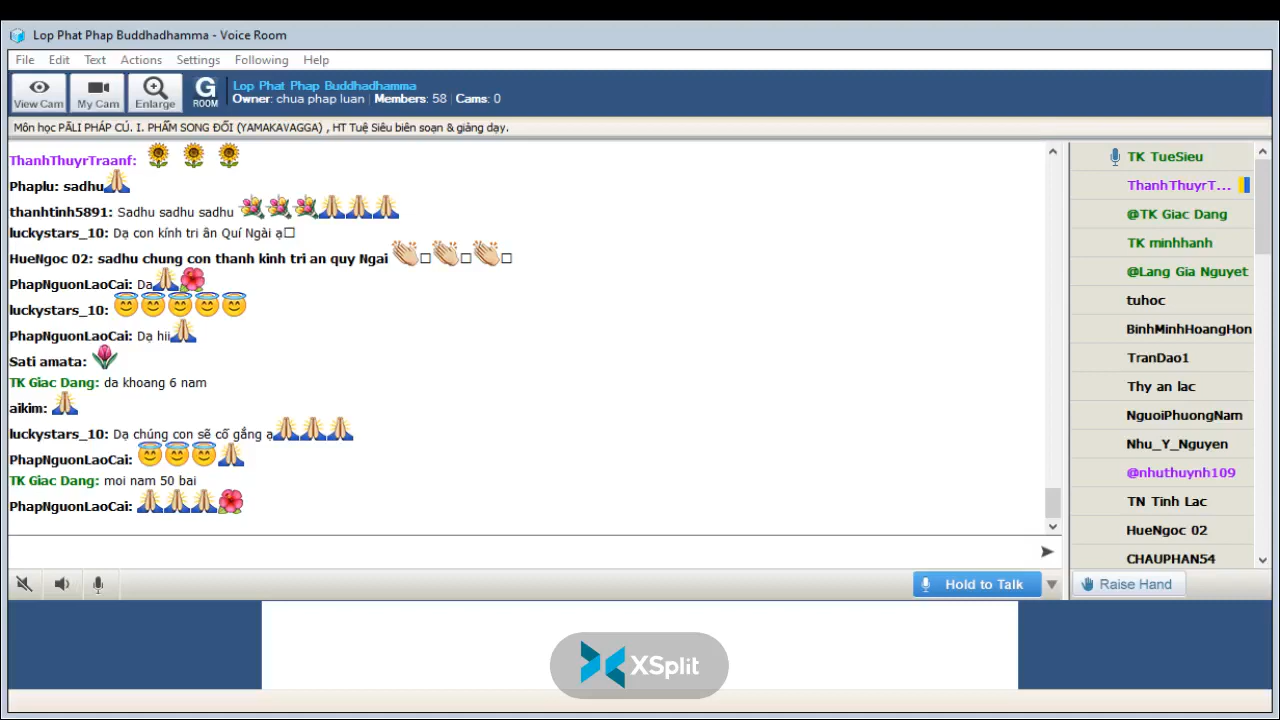 Lop Phat Phap Buddhadhamma - Voice Room
File Edit Text Actions Settings Following Help
View Cam My Cam Enlarge G ROOM
Lop Phat Phap Buddhadhamma
Owner: chua phap luan | Members: 58 | Cams: 0
Môn học PĀLI PHÁP CÚ. I. PHẨM SONG ĐỐI (YAMAKAVAGGA) , HT Tuệ Siêu biên soạn & giảng dạy.
ThanhThuyrTraanf: 🌻 🌻 🌻
Phaplu: sadhu🙏
thanhtinh5891: Sadhu sadhu sadhu 💐💐💐🙏🙏🙏
luckystars_10: Dạ con kính tri ân Quí Ngài ạ□
HueNgoc 02: sadhu chung con thanh kinh tri an quy Ngai 👏□👏□👏□
PhapNguonLaoCai: Da🙏🌺
luckystars_10: 😇😇😇😇😇
PhapNguonLaoCai: Dạ hii🙏
Sati amata: 🌷
TK Giac Dang: da khoang 6 nam
aikim: 🙏
luckystars_10: Dạ chúng con sẽ cố gắng ạ🙏🙏🙏
PhapNguonLaoCai: 😇😇😇🙏
TK Giac Dang: moi nam 50 bai
PhapNguonLaoCai: 🙏🙏🙏🌺
TK TueSieu
ThanhThuyrT...
@TK Giac Dang
TK minhhanh
@Lang Gia Nguyet
tuhoc
BinhMinhHoangHon
TranDao1
Thy an lac
NguoiPhuongNam
Nhu_Y_Nguyen
@nhuthuynh109
TN Tinh Lac
HueNgoc 02
CHAUPHAN54
Hold to Talk
Raise Hand
XSplit